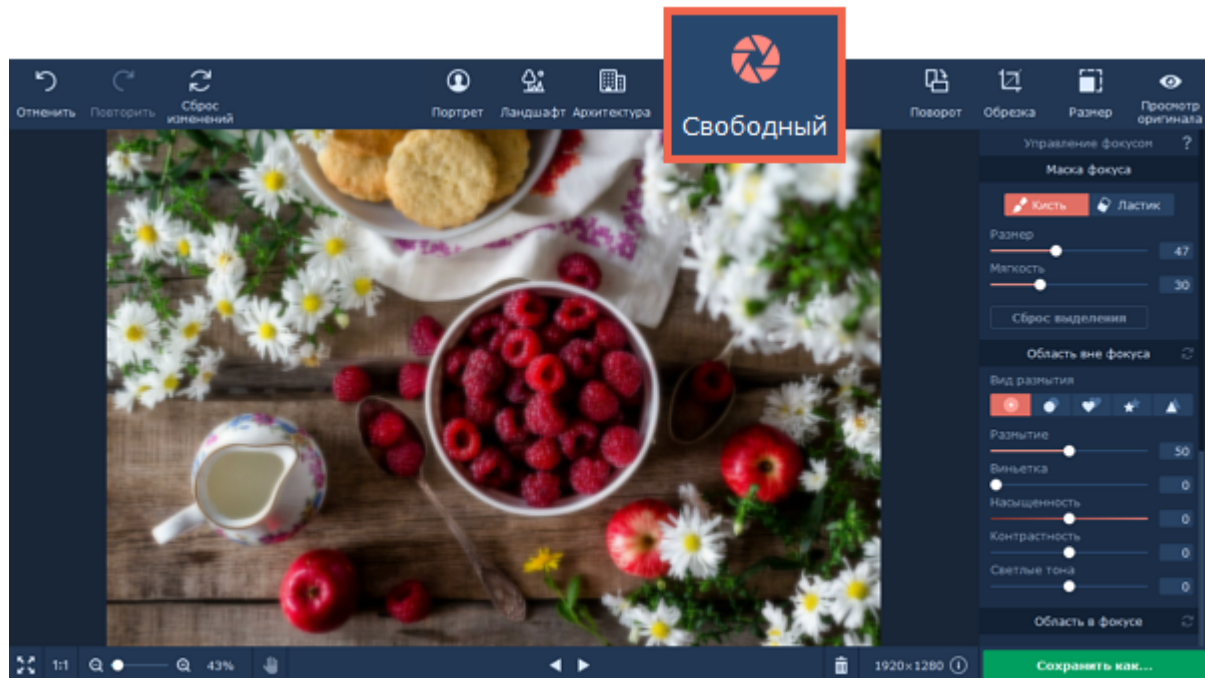 Отменить
Повторить
Сброс
изменений
Портрет
Ландшафт
Архитектура
Свободный
Поворот
Обрезка
Размер
Просмотр
оригинала
Управление фокусом ?
Маска фокуса
Кисть
Ластик
Размер
47
Мягкость
30
Сброс выделения
Область вне фокуса
Вид размытия
Размытие
50
Виньетка
0
Насыщенность
0
Контрастность
0
Светлые тона
0
Область в фокусе
1:1
43%
1920×1280
Сохранить как...